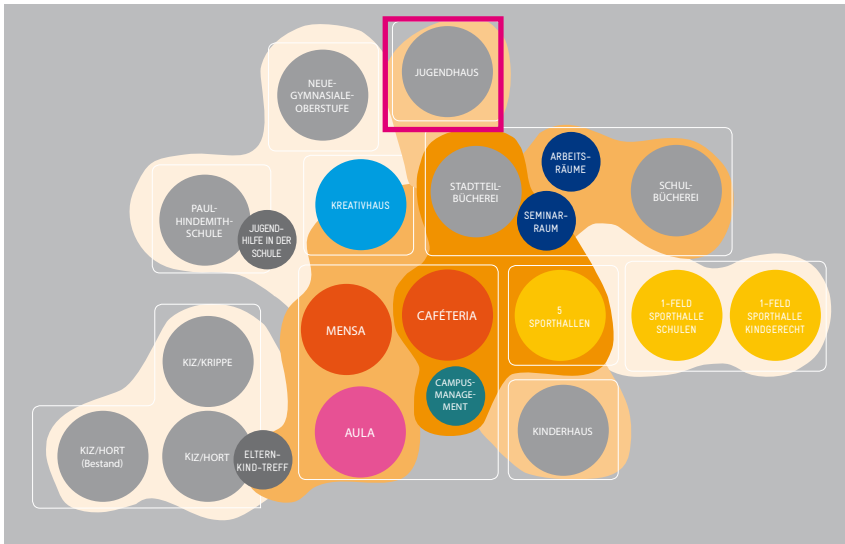 JUGENDHAUS
NEUE-
GYMNASIALE-
OBERSTUFE
ARBEITS-
RÄUME
STADTTEIL-
BÜCHEREI
SCHUL-
BÜCHEREI
KREATIVHAUS
SEMINAR-
RAUM
PAUL-
HINDEMITH-
SCHULE
JUGEND-
HILFE IN DER
SCHULE
MENSA
CAFÉTERIA
5
SPORTHALLEN
1-FELD
SPORTHALLE
SCHULEN
1-FELD
SPORTHALLE
KINDGERECHT
KIZ/KRIPPE
CAMPUS-
MANAGE-
MENT
AULA
KINDERHAUS
KIZ/HORT
(Bestand)
KIZ/HORT
ELTERN-
KIND-TREFF